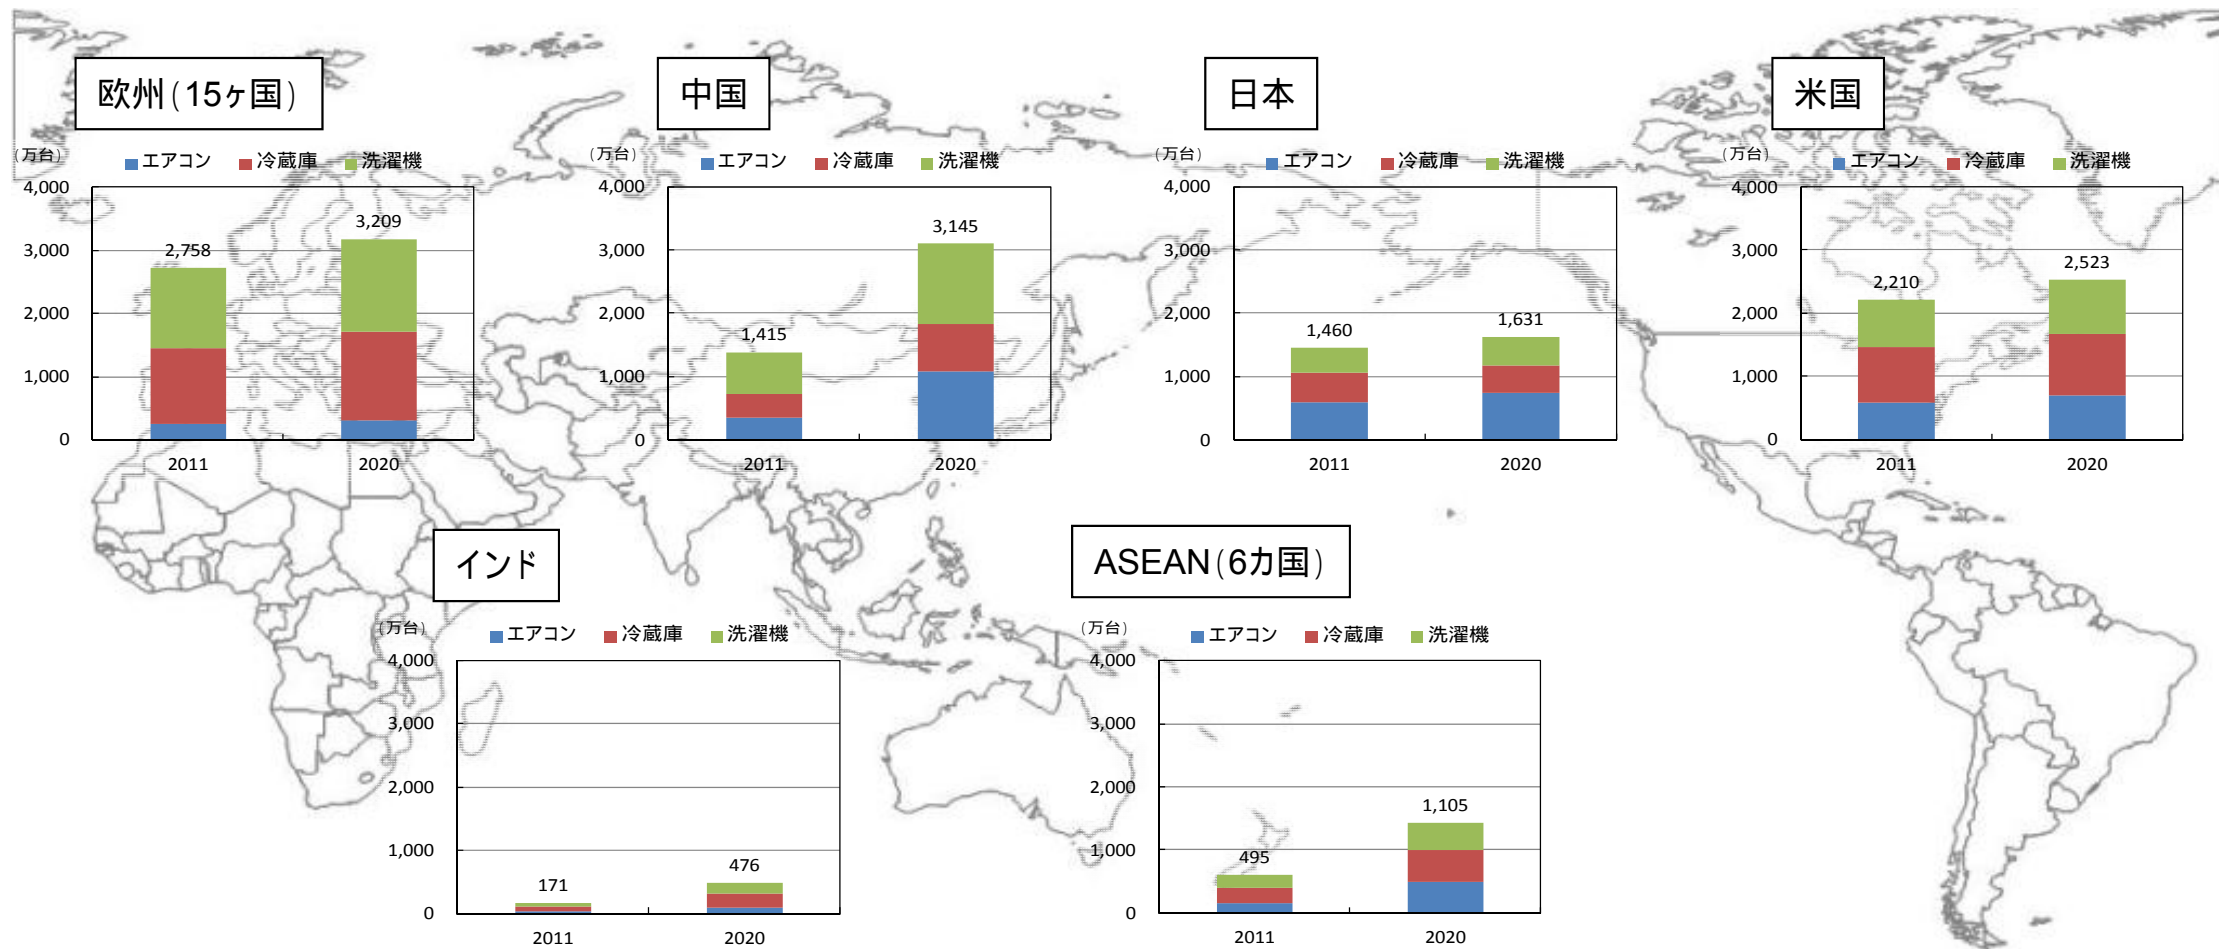 欧州(15ヶ国)
(万台)
エアコン 冷蔵庫 洗濯機
4,000
3,000
2,000
1,000
0
2,758
3,209
2011 2020
中国
(万台)
エアコン 冷蔵庫 洗濯機
4,000
3,000
2,000
1,000
0
1,415
3,145
2011 2020
日本
(万台)
エアコン 冷蔵庫 洗濯機
4,000
3,000
2,000
1,000
0
1,460
1,631
2011 2020
米国
(万台)
エアコン 冷蔵庫 洗濯機
4,000
3,000
2,000
1,000
0
2,210
2,523
2011 2020
インド
(万台)
エアコン 冷蔵庫 洗濯機
4,000
3,000
2,000
1,000
0
171
476
2011 2020
ASEAN(6カ国)
(万台)
エアコン 冷蔵庫 洗濯機
4,000
3,000
2,000
1,000
0
495
1,105
2011 2020